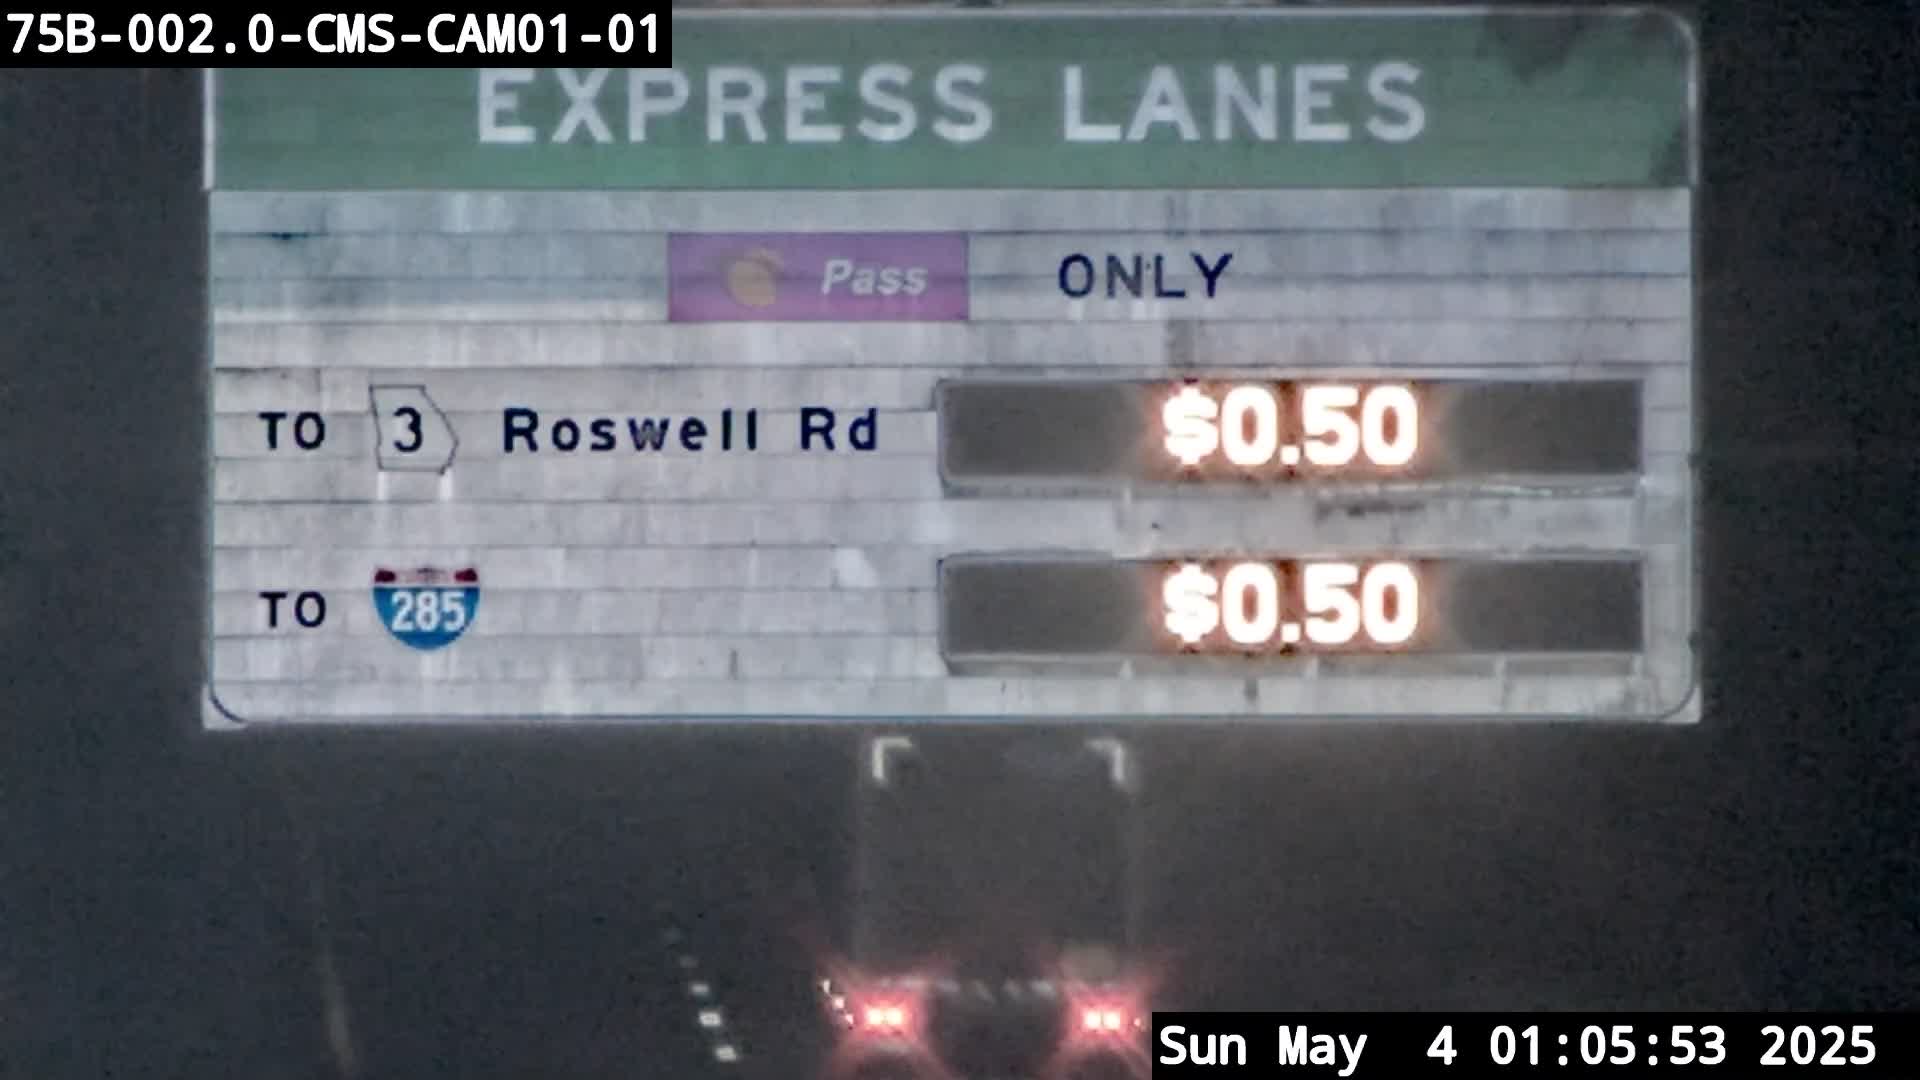 75B-002.0-CMS-CAM01-01
EXPRESS LANES
Pass ONLY
TO 3 Roswell Rd $0.50
TO 285 $0.50
Sun May 4 01:05:53 2025